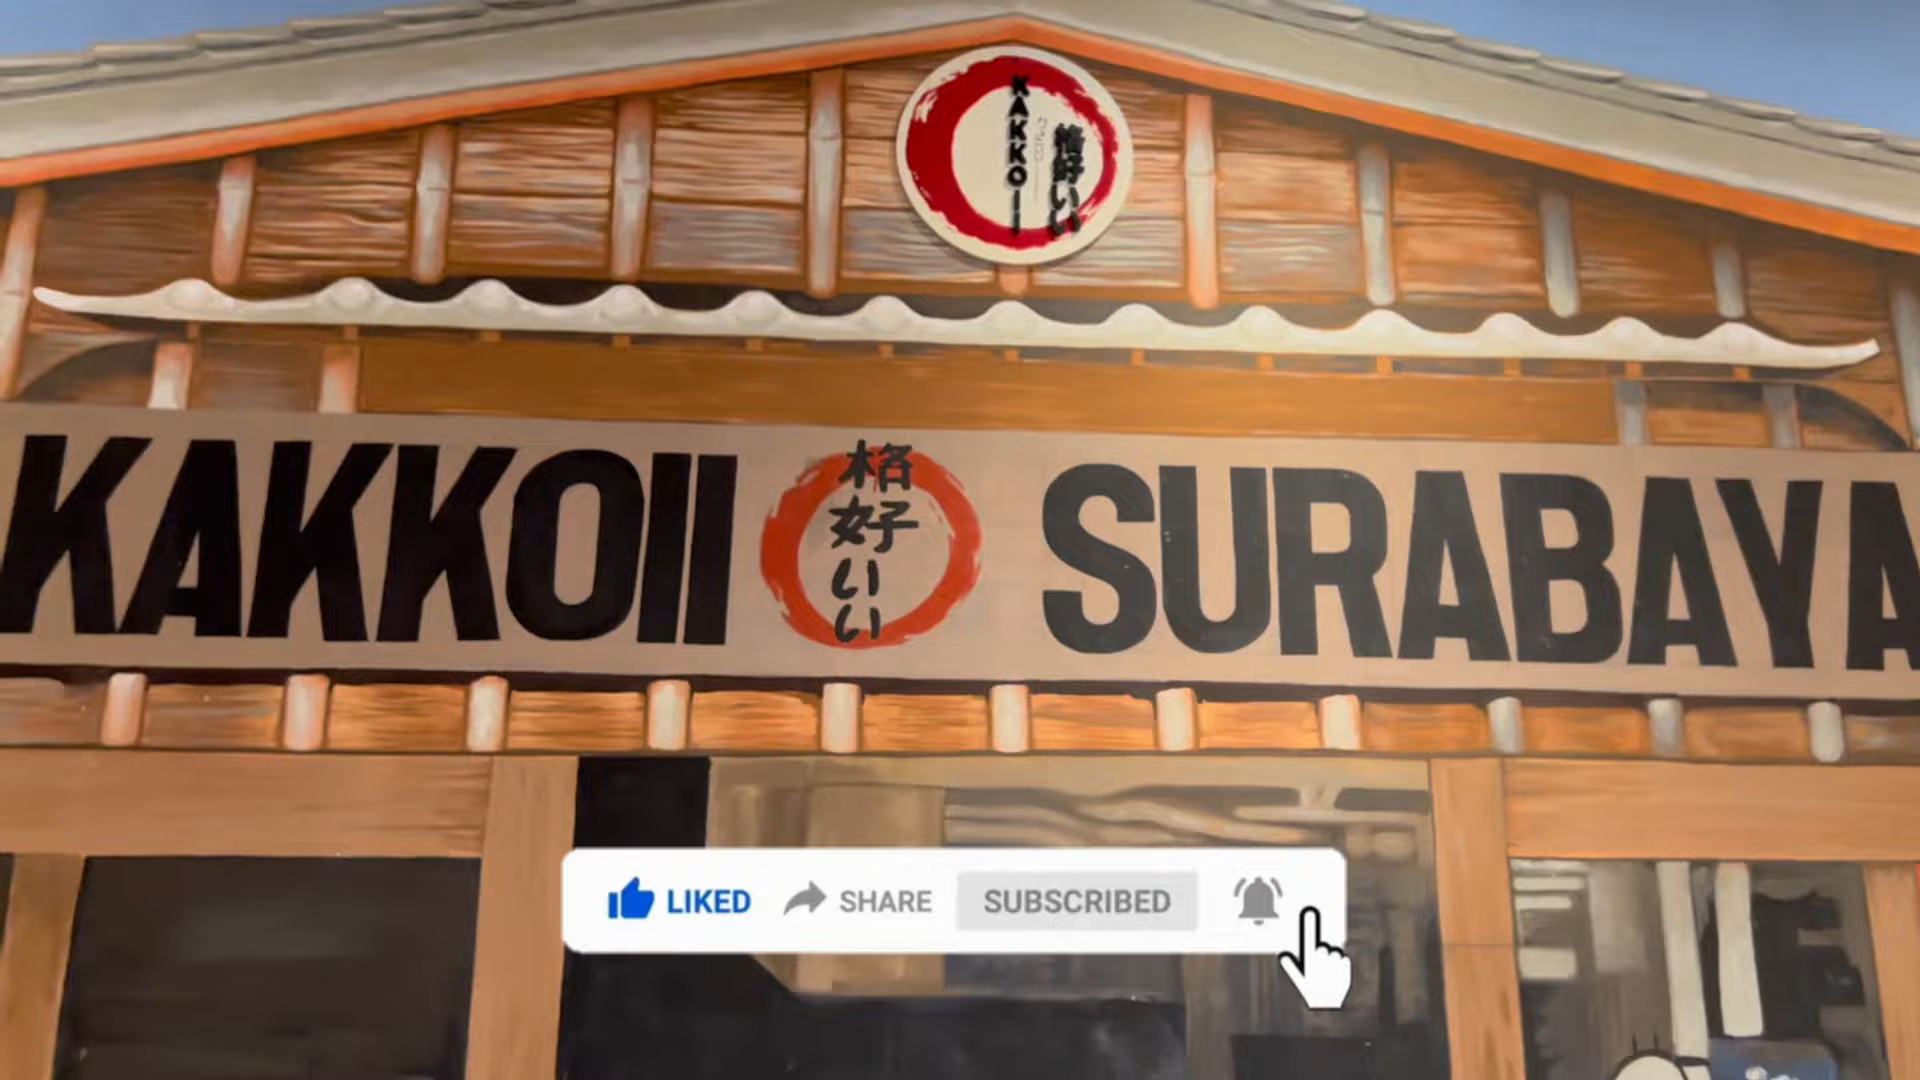 KAKKOII
格好いい
KAKKOII
格好いい
SURABAYA
LIKED
SHARE
SUBSCRIBED